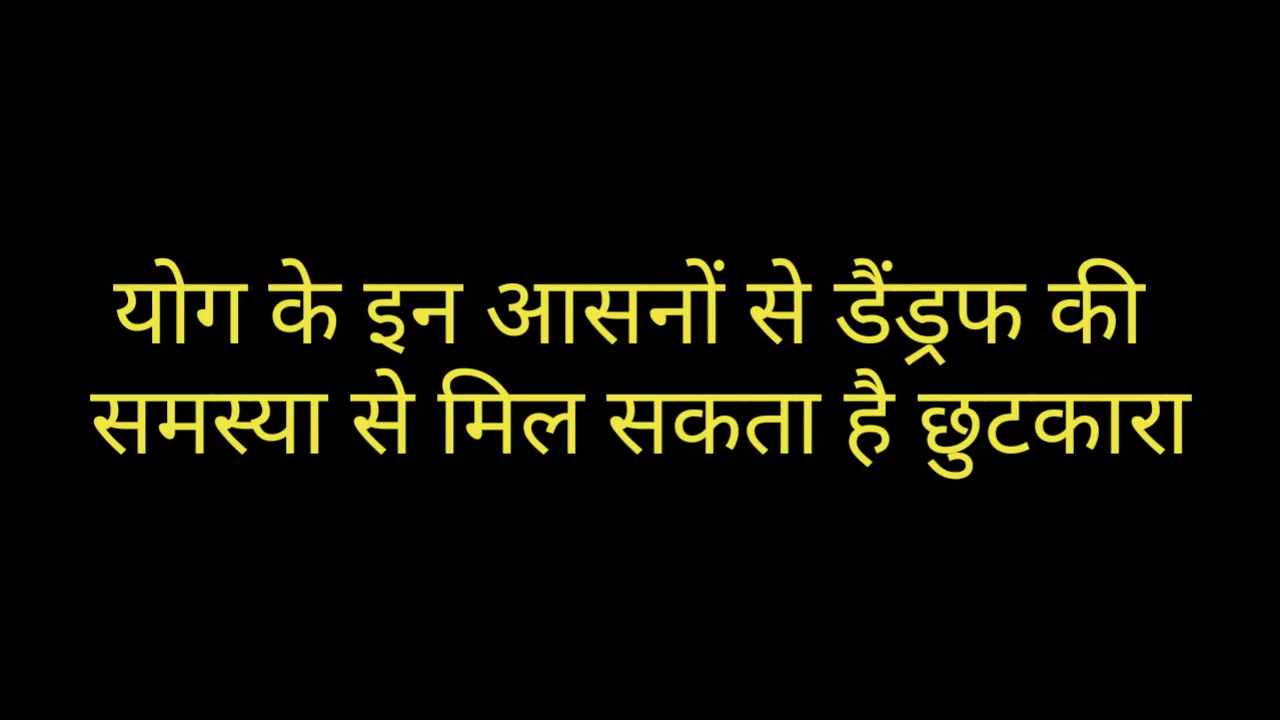 योग के इन आसनों से डैंड्रफ की
समस्या से मिल सकता है छुटकारा